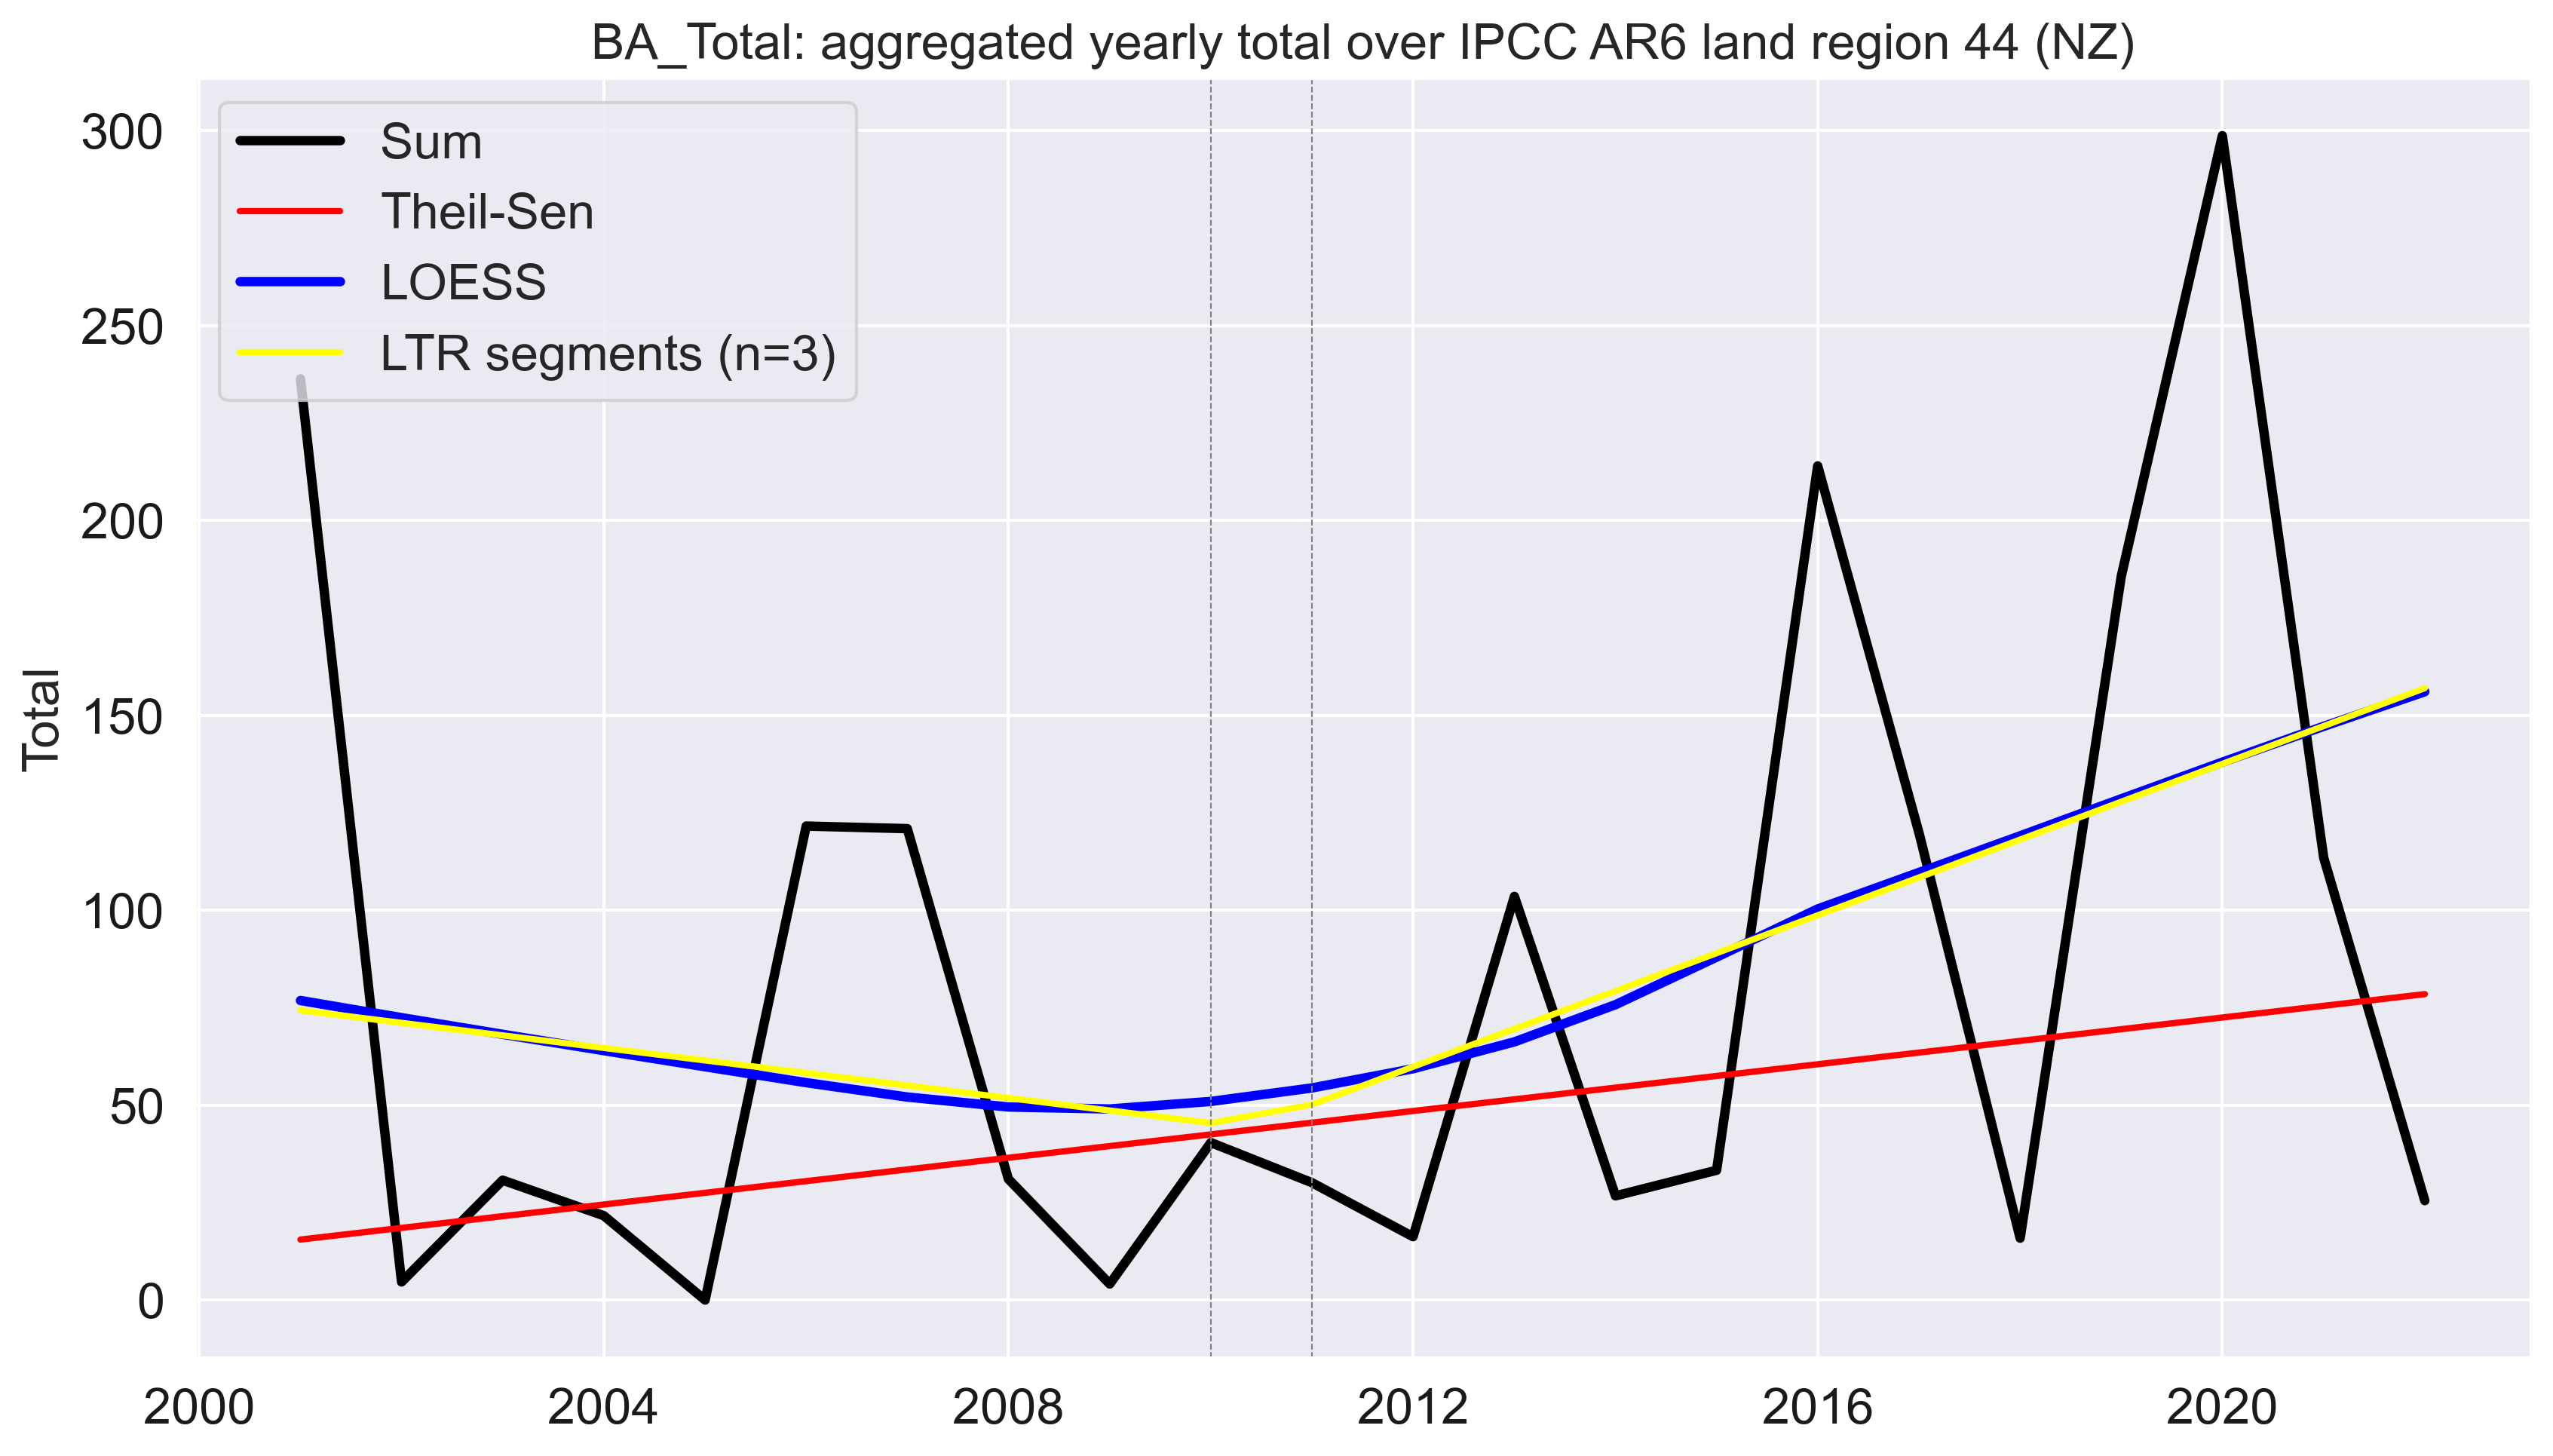 BA_Total: aggregated yearly total over IPCC AR6 land region 44 (NZ)
Sum
Theil-Sen
LOESS
LTR segments (n=3)
300
250
200
150
100
50
0
Total
2000 2004 2008 2012 2016 2020